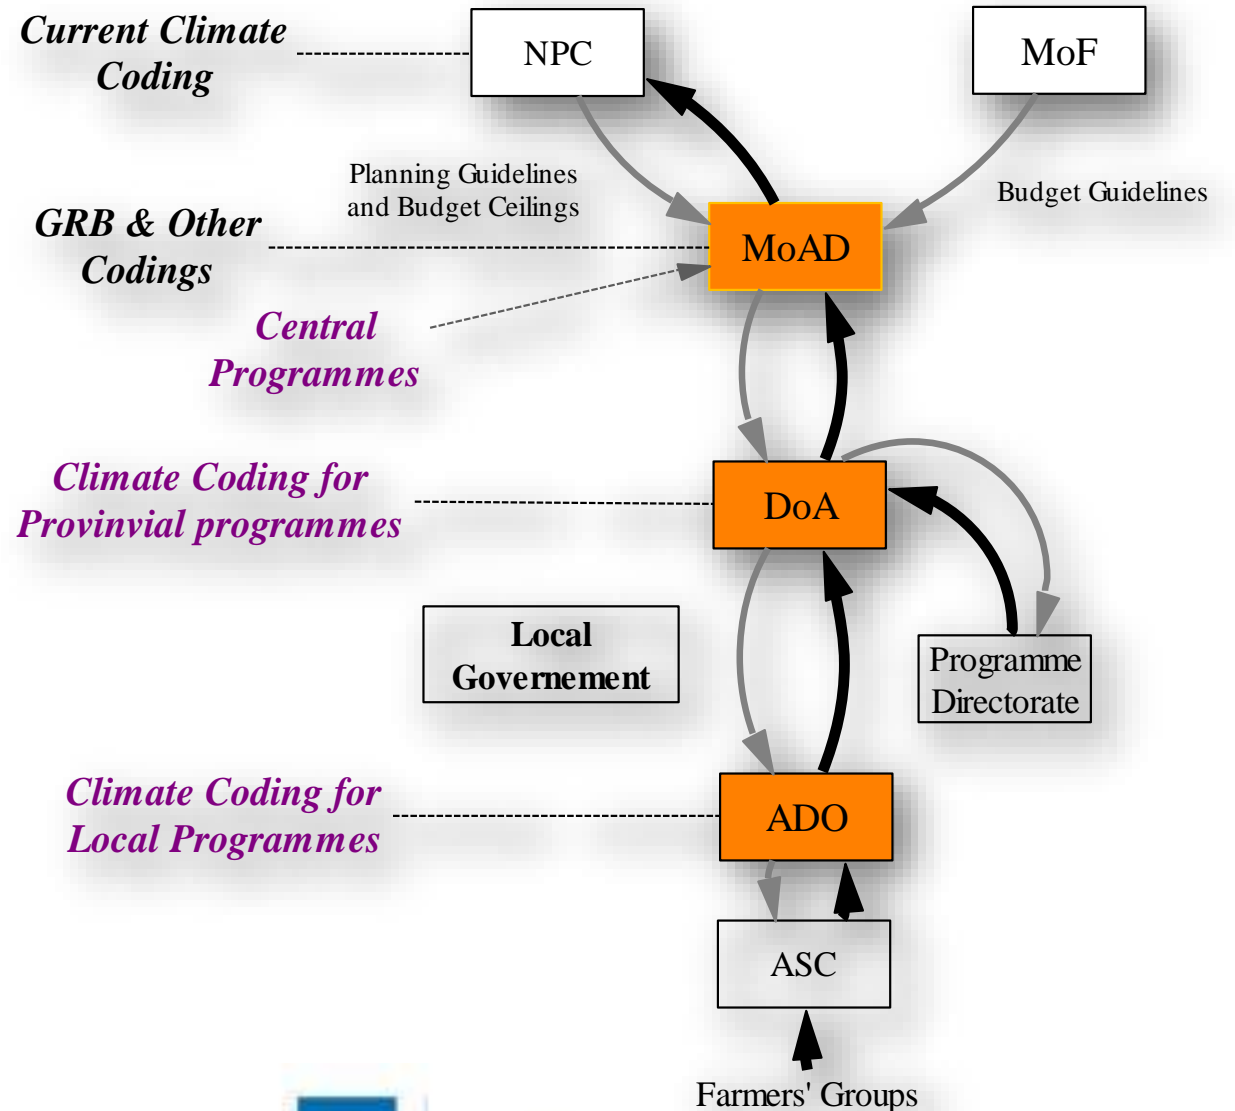 Current Climate
Coding
NPC
MoF
Planning Guidelines
and Budget Ceilings
Budget Guidelines
GRB & Other
Codings
MoAD
Central
Programmes
Climate Coding for
Provinvial programmes
DoA
Local
Governement
Programme
Directorate
Climate Coding for
Local Programmes
ADO
ASC
Farmers' Groups